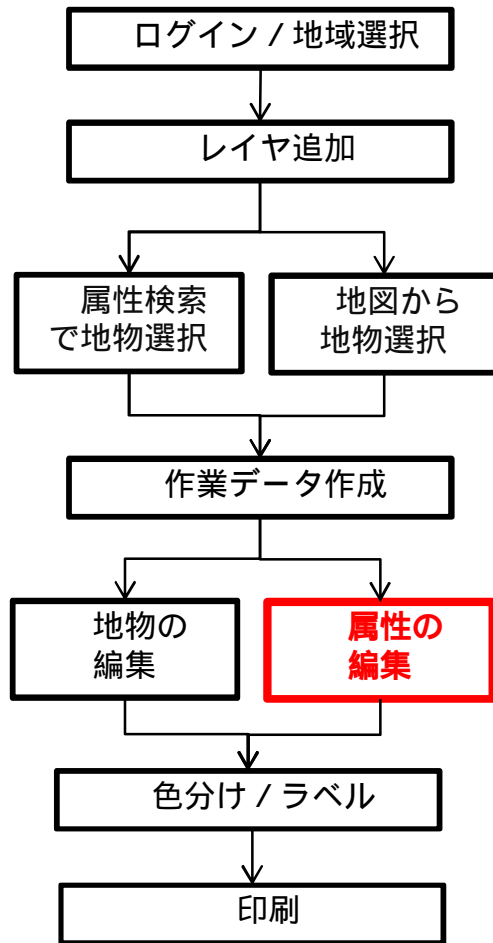 ログイン / 地域選択
レイヤ追加
属性検索
で地物選択
地図から
地物選択
作業データ作成
地物の
編集
属性の
編集
色分け / ラベル
印刷